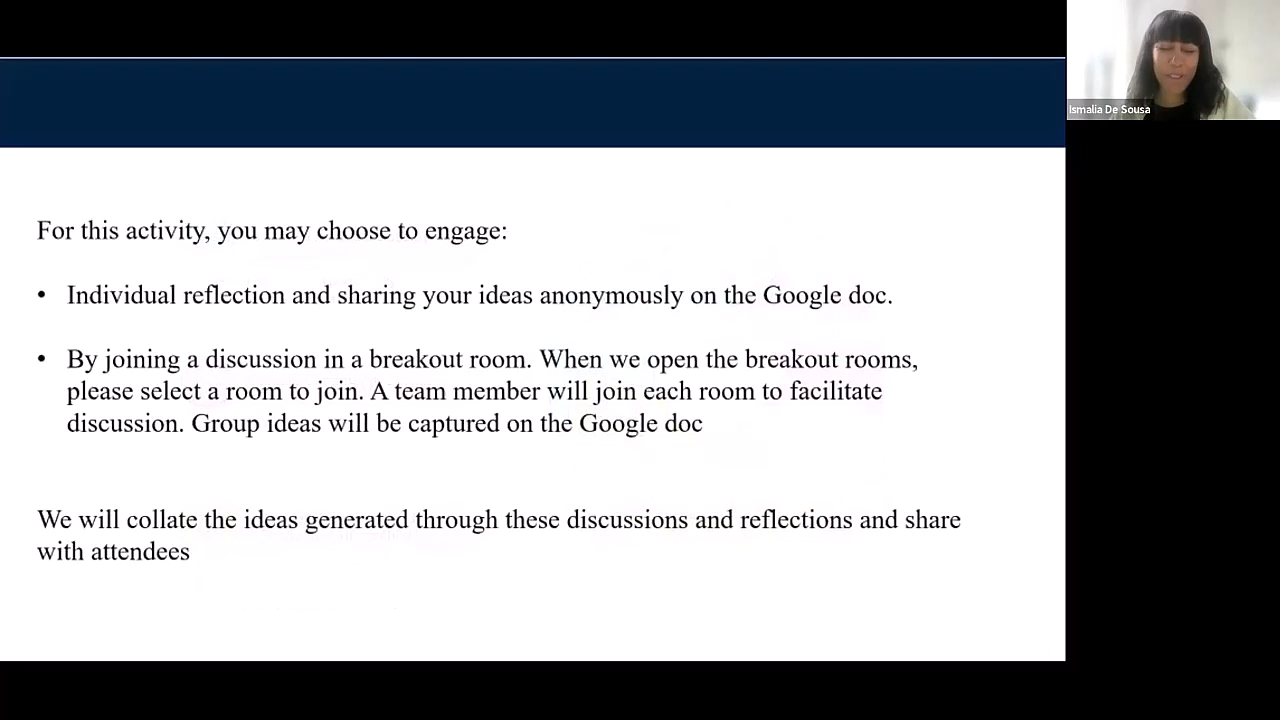 Ismalia De Sousa
For this activity, you may choose to engage:
• Individual reflection and sharing your ideas anonymously on the Google doc.
• By joining a discussion in a breakout room. When we open the breakout rooms,
please select a room to join. A team member will join each room to facilitate
discussion. Group ideas will be captured on the Google doc
We will collate the ideas generated through these discussions and reflections and share
with attendees